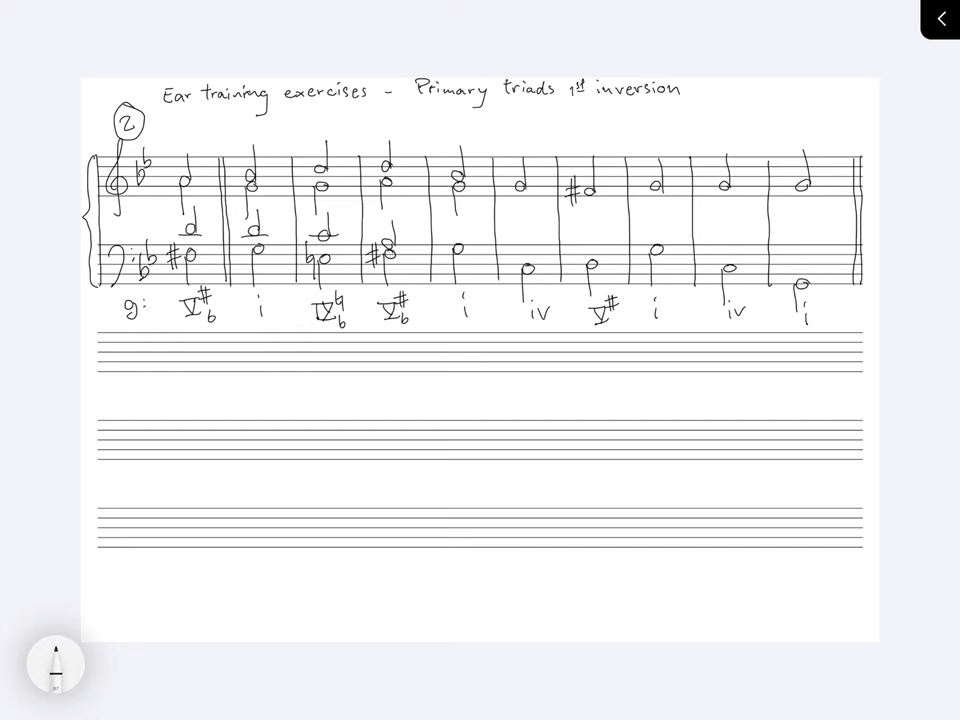 Ear training exercises - Primary triads 1st inversion
2
g: V♯b i IV♮b V♯b i iv V♯ i iv i